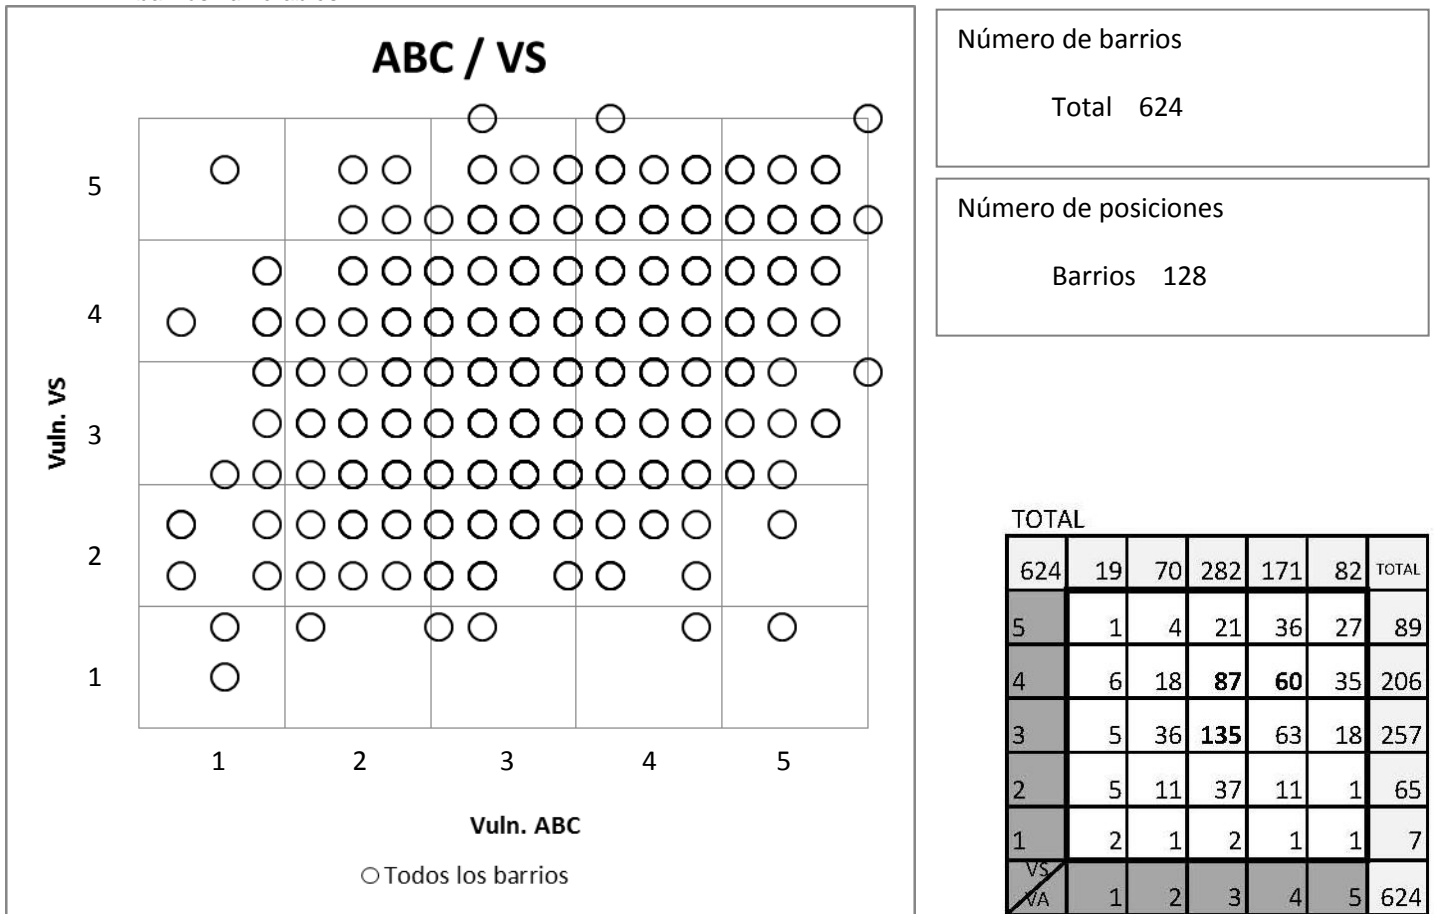 ABC / VS
5
4
3
2
1
Vuln. VS
1 2 3 4 5
Vuln. ABC
Todos los barrios
Número de barrios
Total 624
Número de posiciones
Barrios 128
TOTAL
624 19 70 282 171 82 TOTAL
5 1 4 21 36 27 89
4 6 18 87 60 35 206
3 5 36 135 63 18 257
2 5 11 37 11 1 65
1 2 1 2 1 1 7
VS
VA 1 2 3 4 5 624